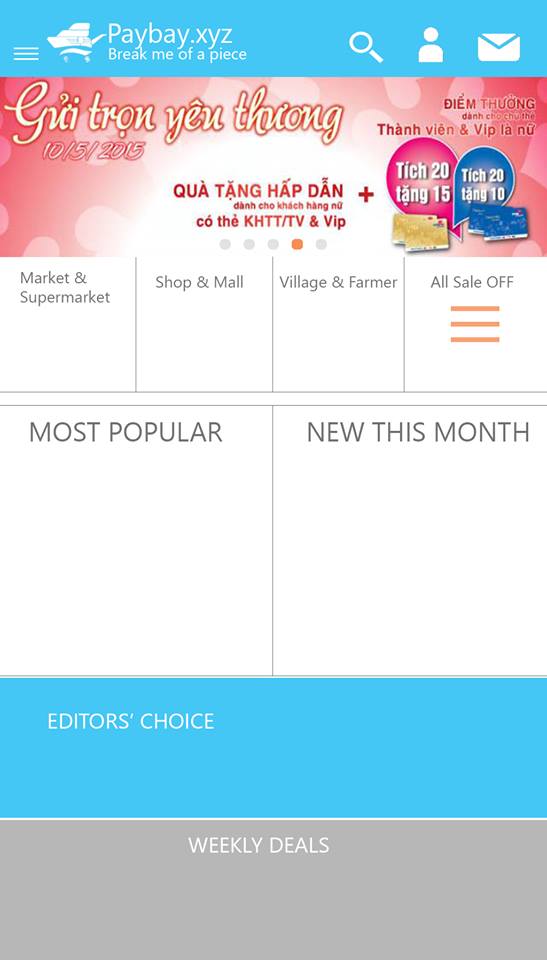 Paybay.xyz
Break me of a piece
Gửi trọn yêu thương
10/5/2015
ĐIỂM THƯỞNG
dành cho chủ thẻ
Thành viên & Vip là nữ
QUÀ TẶNG HẤP DẪN
dành cho khách hàng nữ
có thẻ KHTT/TV & Vip
+
Tích 20
tặng 15
Tích 20
tặng 10
Market &
Supermarket
Shop & Mall
Village & Farmer
All Sale OFF
MOST POPULAR
NEW THIS MONTH
EDITORS’ CHOICE
WEEKLY DEALS